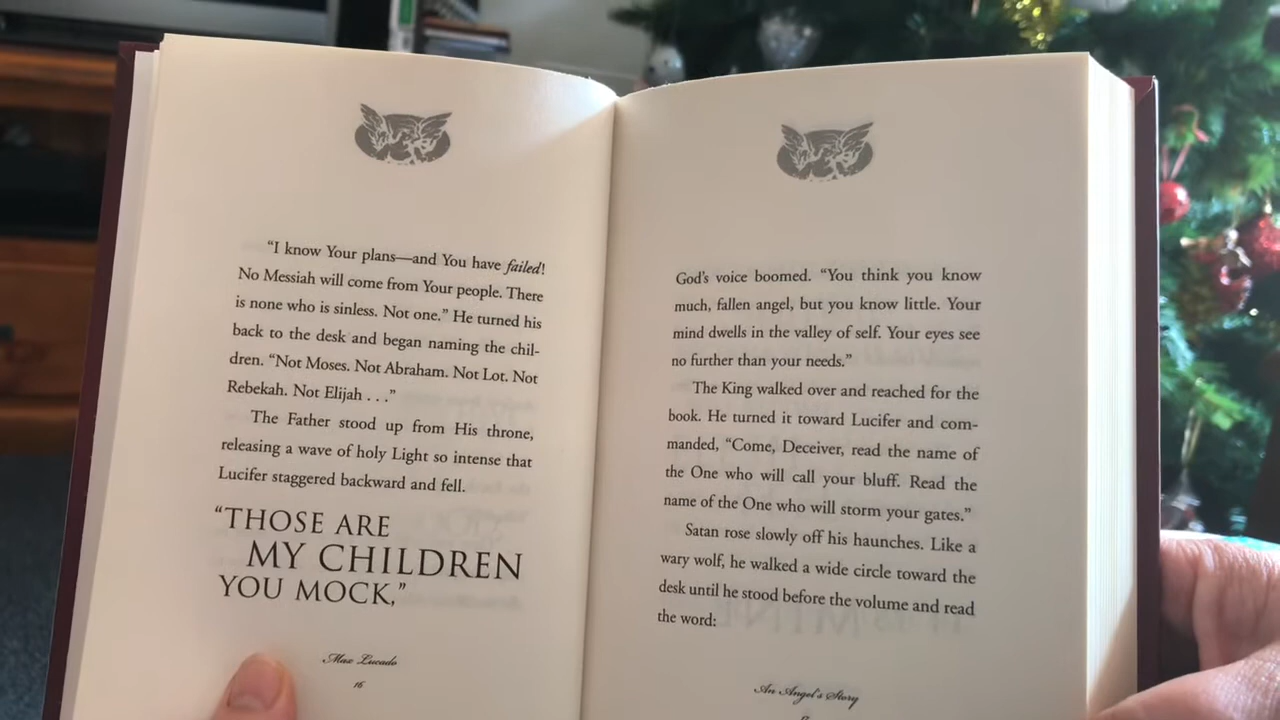 “I know Your plans—and You have failed!
No Messiah will come from Your people. There
is none who is sinless. Not one.” He turned his
back to the desk and began naming the chil-
dren. “Not Moses. Not Abraham. Not Lot. Not
Rebekah. Not Elijah . . .”
The Father stood up from His throne,
releasing a wave of holy Light so intense that
Lucifer staggered backward and fell.
“THOSE ARE
MY CHILDREN
YOU MOCK,”
Max Lucado
16
God’s voice boomed. “You think you know
much, fallen angel, but you know little. Your
mind dwells in the valley of self. Your eyes see
no further than your needs.”
The King walked over and reached for the
book. He turned it toward Lucifer and com-
manded, “Come, Deceiver, read the name of
the One who will call your bluff. Read the
name of the One who will storm your gates.”
Satan rose slowly off his haunches. Like a
wary wolf, he walked a wide circle toward the
desk until he stood before the volume and read
the word:
An Angel’s Story